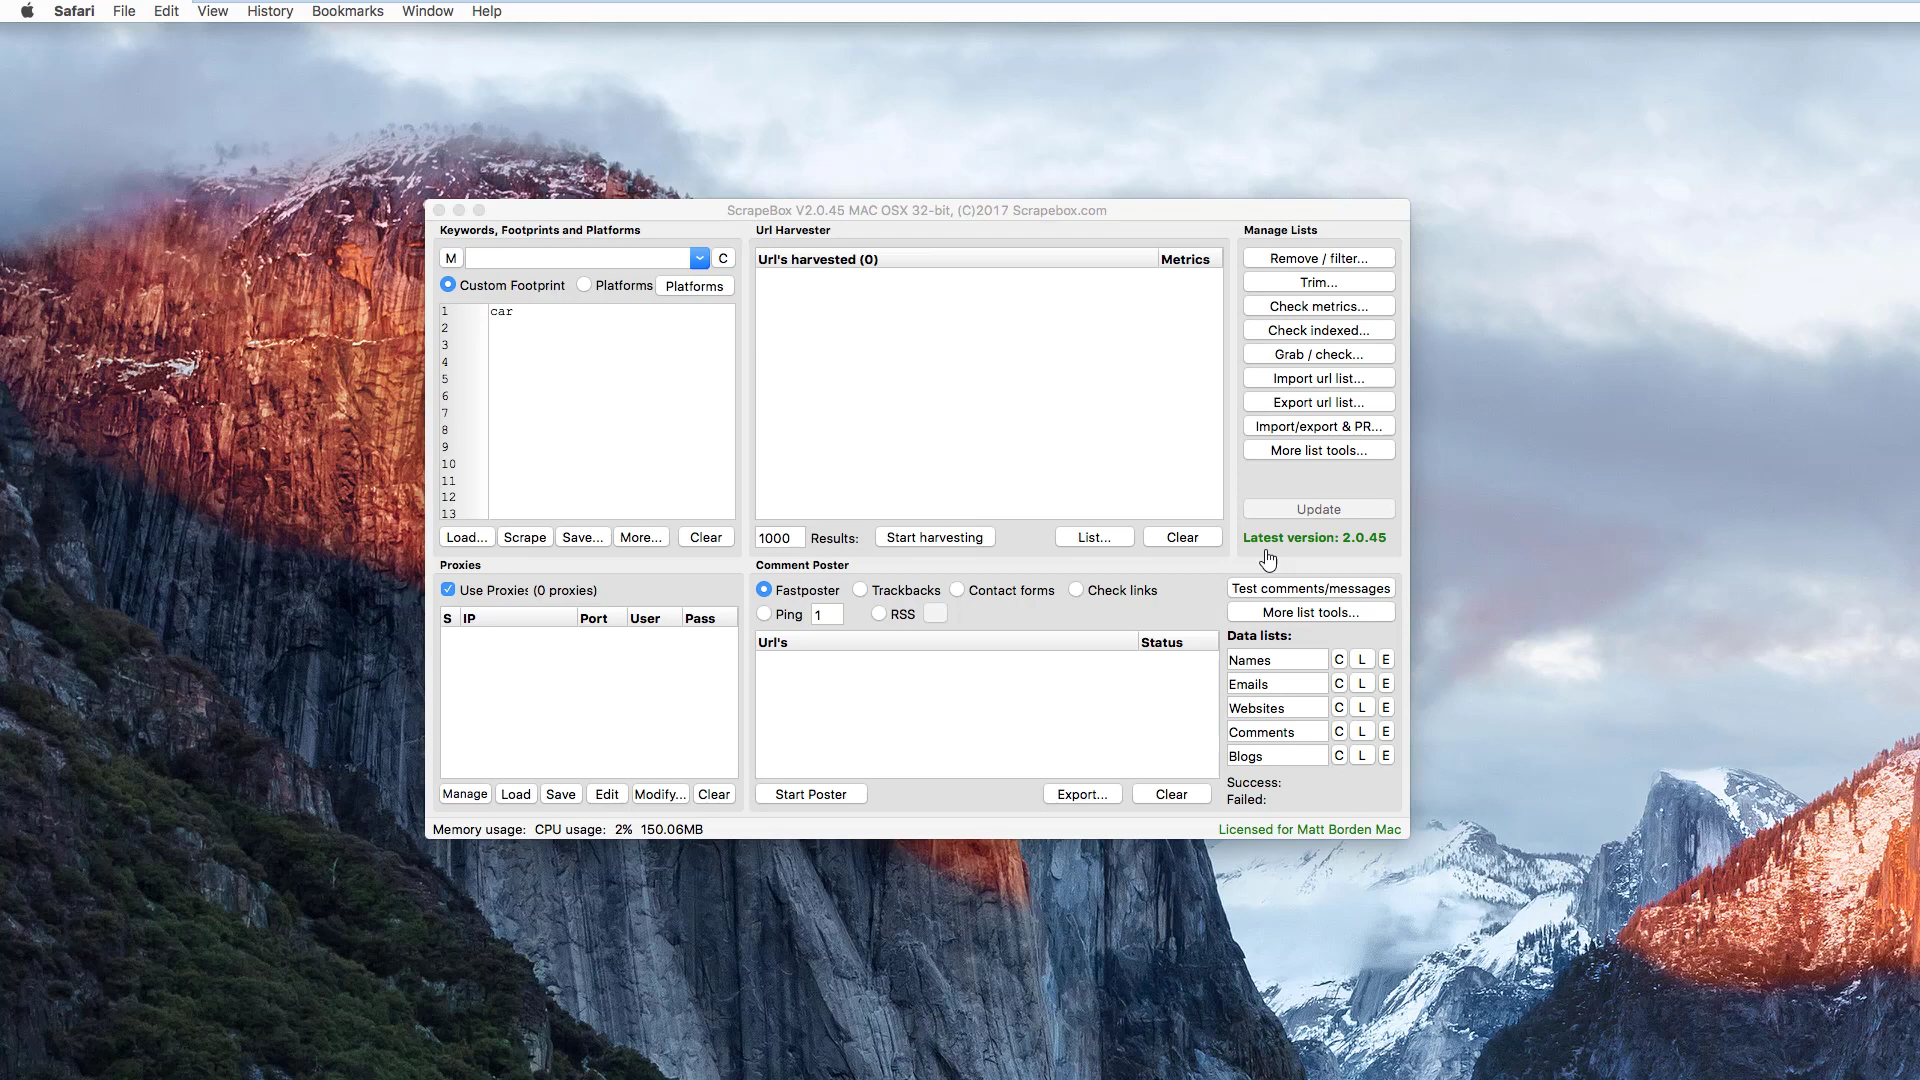 Safari File Edit View History Bookmarks Window Help
ScrapeBox V2.0.45 MAC OSX 32-bit, (C)2017 Scrapebox.com
Keywords, Footprints and Platforms
M C
Custom Footprint Platforms Platforms
1 car
2
3
4
5
6
7
8
9
10
11
12
13
Load... Scrape Save... More... Clear
Url Harvester
Url's harvested (0) Metrics
1000 Results: Start harvesting List... Clear
Manage Lists
Remove / filter...
Trim...
Check metrics...
Check indexed...
Grab / check...
Import url list...
Export url list...
Import/export & PR...
More list tools...
Update
Latest version: 2.0.45
Proxies
Use Proxies (0 proxies)
S IP Port User Pass
Manage Load Save Edit Modify... Clear
Comment Poster
Fastposter Trackbacks Contact forms Check links
Ping 1 RSS
Url's Status
Start Poster Export... Clear
Test comments/messages
More list tools...
Data lists:
Names C L E
Emails C L E
Websites C L E
Comments C L E
Blogs C L E
Success:
Failed:
Memory usage: CPU usage: 2% 150.06MB
Licensed for Matt Borden Mac